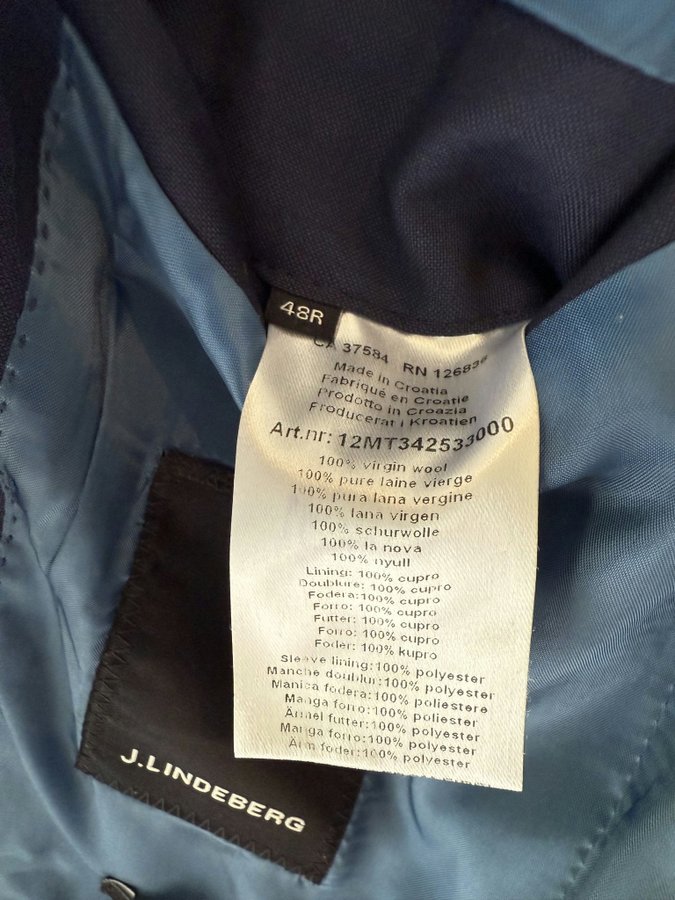 48R
CA 37584 RN 126836
Made in Croatia
Fabriqué en Croatie
Prodotto in Croazia
Producerat i Kroatien
Art.nr: 12MT342533000
100% virgin wool
100% pure laine vierge
100% pura lana vergine
100% lana virgen
100% schurwolle
100% la nova
100% nyull
Lining: 100% cupro
Doublure: 100% cupro
Fodera:100% cupro
Forro: 100% cupro
Futter: 100% cupro
Forro: 100% cupro
Foder: 100% kupro
Sleeve lining:100% polyester
Manche doublur:100% polyester
Manica fodera:100% poliestere
Manga forro:100% poliester
Ärmel futter:100% polyester
Manga forro:100% polyester
Ärm foder:100% polyester
J.LINDEBERG